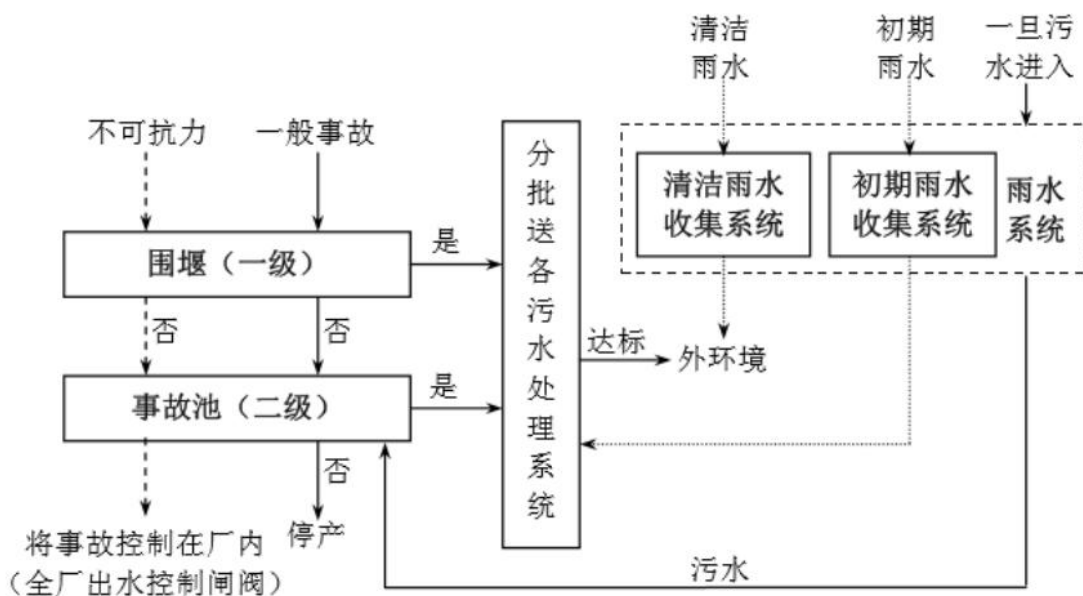 清洁
雨水
初期
雨水
一旦污
水进入
不可抗力
一般事故
分批送各污水处理系统
清洁雨水
收集系统
初期雨水
收集系统
雨水
系统
围堰（一级）
是
否
否
达标
外环境
事故池（二级）
是
否
将事故控制在厂内
（全厂出水控制闸阀）
停产
污水